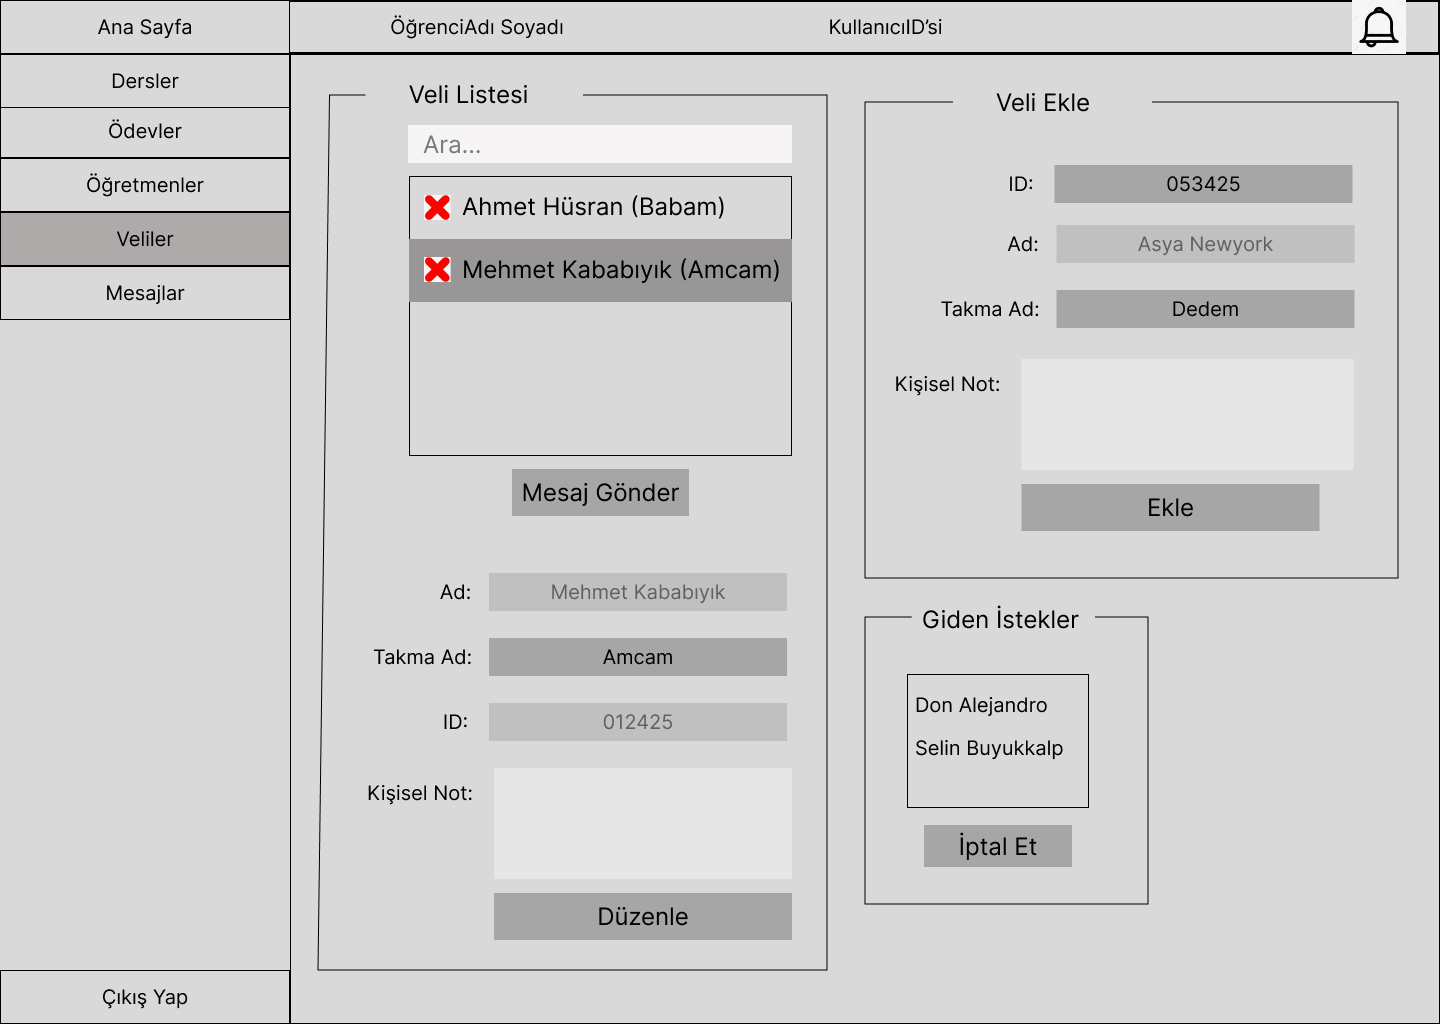 Ana Sayfa
ÖğrenciAdı Soyadı
KullanıcıID’si
Dersler
Ödevler
Öğretmenler
Veliler
Mesajlar
Çıkış Yap
Veli Listesi
Ara...
Ahmet Hüsran (Babam)
Mehmet Kababıyık (Amcam)
Mesaj Gönder
Ad: Mehmet Kababıyık
Takma Ad: Amcam
ID: 012425
Kişisel Not:
Düzenle
Veli Ekle
ID: 053425
Ad: Asya Newyork
Takma Ad: Dedem
Kişisel Not:
Ekle
Giden İstekler
Don Alejandro
Selin Buyukkalp
İptal Et